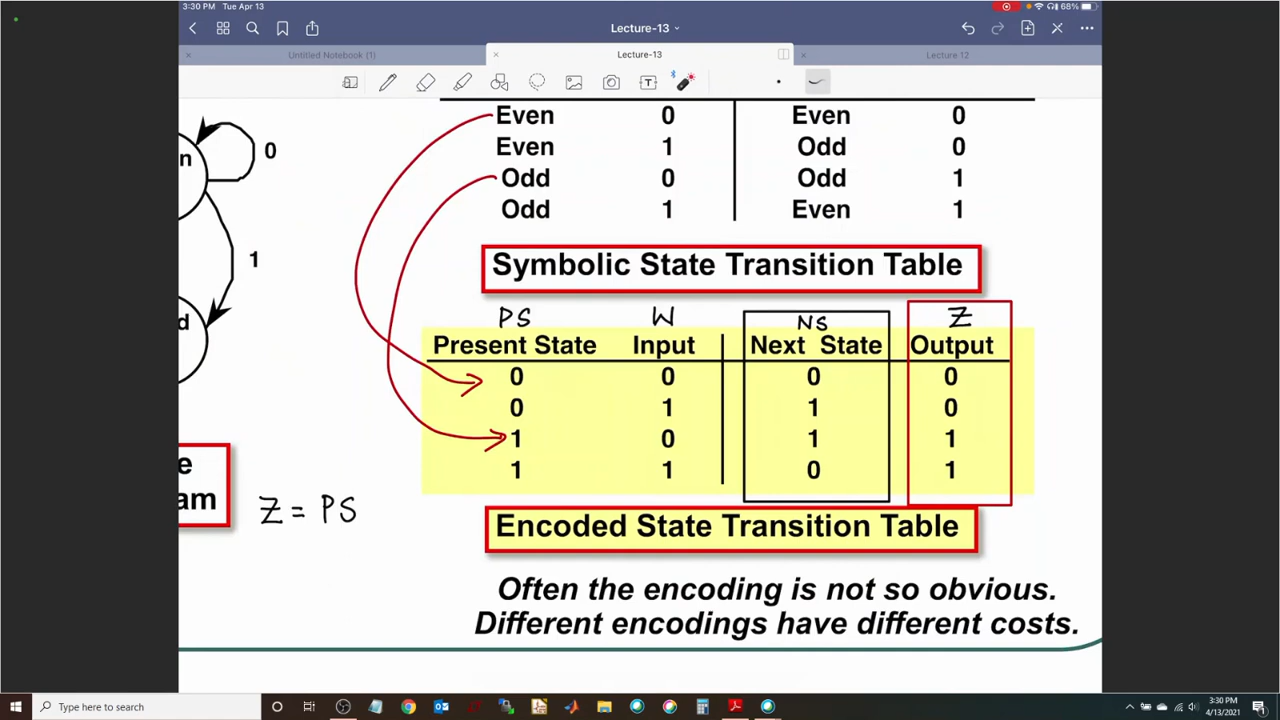 3:30 PM Tue Apr 13
68%
Lecture-13
Untitled Notebook (1)
Lecture-13
Lecture 12
Even 0 Even 0
Even 1 Odd 0
Odd 0 Odd 1
Odd 1 Even 1
n
0
1
d
Symbolic State Transition Table
PS W NS Z
Present State Input Next State Output
0 0 0 0
0 1 1 0
1 0 1 1
1 1 0 1
e
am
Z = PS
Encoded State Transition Table
Often the encoding is not so obvious.
Different encodings have different costs.
Type here to search
3:30 PM
4/13/2021